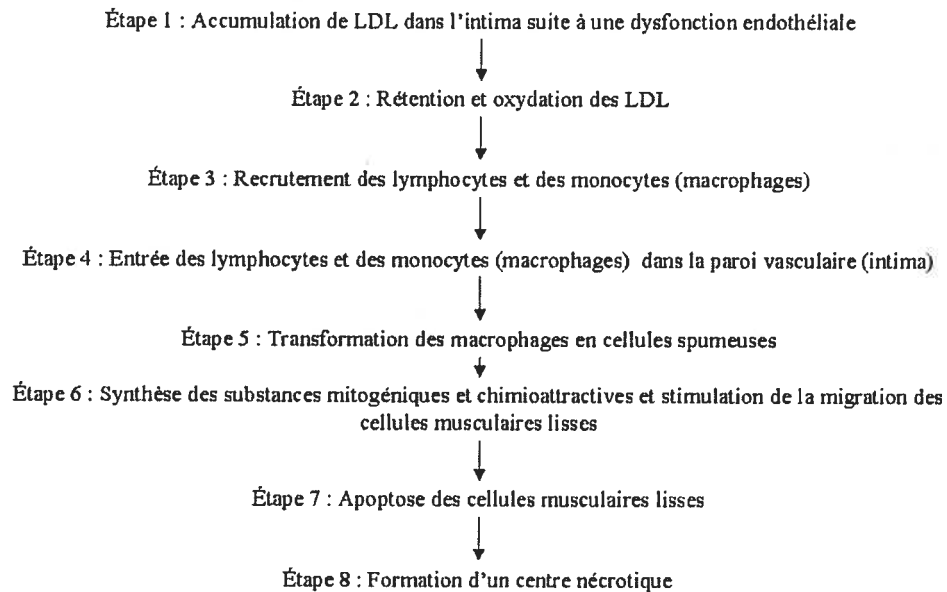 Étape 1 : Accumulation de LDL dans l'intima suite à une dysfonction endothéliale
Étape 2 : Rétention et oxydation des LDL
Étape 3 : Recrutement des lymphocytes et des monocytes (macrophages)
Étape 4 : Entrée des lymphocytes et des monocytes (macrophages) dans la paroi vasculaire (intima)
Étape 5 : Transformation des macrophages en cellules spumeuses
Étape 6 : Synthèse des substances mitogéniques et chimioattractives et stimulation de la migration des
cellules musculaires lisses
Étape 7 : Apoptose des cellules musculaires lisses
Étape 8 : Formation d'un centre nécrotique